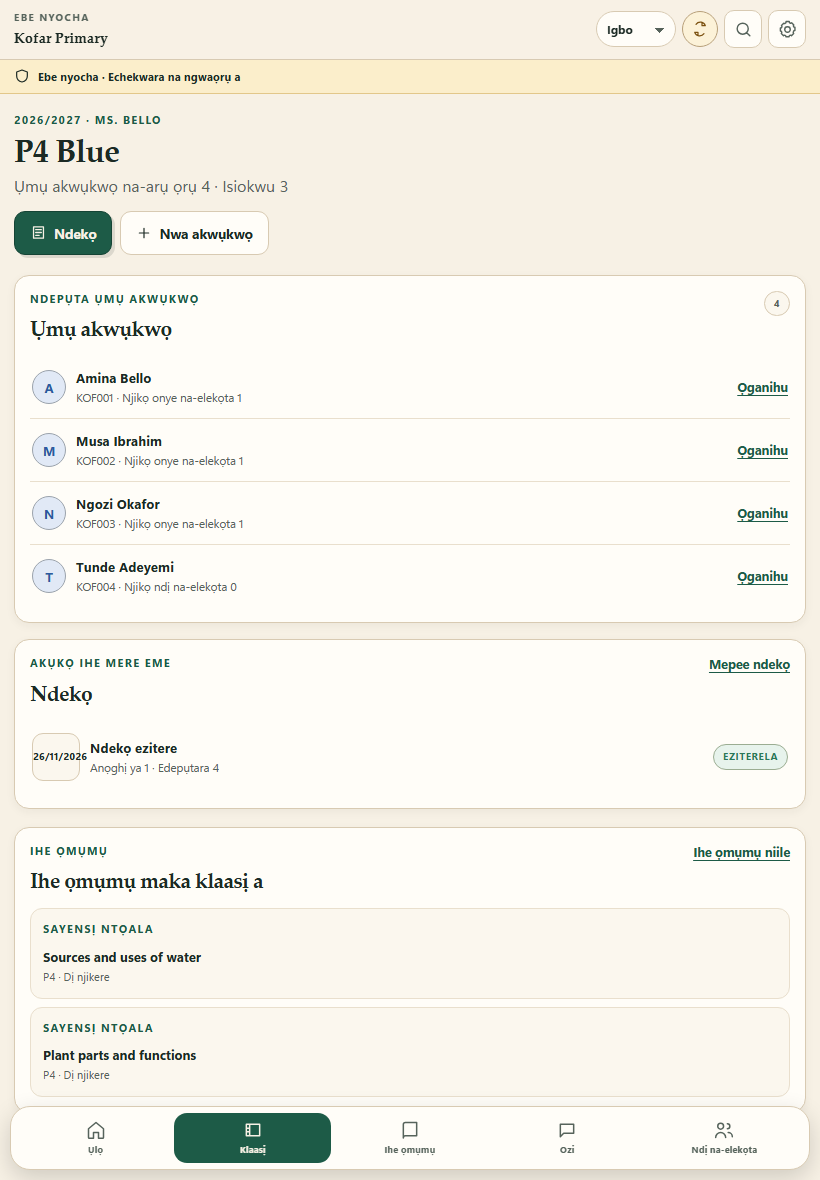 EBE NYOCHA
Kofar Primary
Igbo
Ebe nyocha · Echekwara na ngwaọrụ a
2026/2027 · MS. BELLO
P4 Blue
Ụmụ akwụkwọ na-arụ ọrụ 4 · Isiokwu 3
Ndekọ
Nwa akwụkwọ
NDEPỤTA ỤMỤ AKWỤKWỌ
4
Ụmụ akwụkwọ
A
Amina Bello
KOF001 · Njikọ onye na-elekọta 1
Ọganihu
M
Musa Ibrahim
KOF002 · Njikọ onye na-elekọta 1
Ọganihu
N
Ngozi Okafor
KOF003 · Njikọ onye na-elekọta 1
Ọganihu
T
Tunde Adeyemi
KOF004 · Njikọ ndị na-elekọta 0
Ọganihu
AKỤKỌ IHE MERE EME
Mepee ndekọ
Ndekọ
26/11/2026
Ndekọ ezitere
Anọghị ya 1 · Edepụtara 4
EZITERELA
IHE ỌMỤMỤ
Ihe ọmụmụ niile
Ihe ọmụmụ maka klaasị a
SAYENSỊ NTỌALA
Sources and uses of water
P4 · Dị njikere
SAYENSỊ NTỌALA
Plant parts and functions
P4 · Dị njikere
Ụlọ
Klaasị
Ihe ọmụmụ
Ozi
Ndị na-elekọta